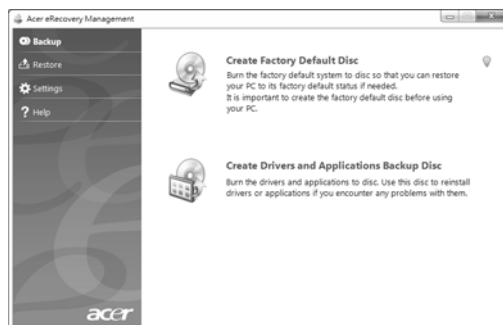 Acer eRecovery Management
Backup
Restore
Settings
Help
Create Factory Default Disc
Burn the factory default system to disc so that you can restore
your PC to its factory default status if needed.
It is important to create the factory default disc before using
your PC.
Create Drivers and Applications Backup Disc
Burn the drivers and applications to disc. Use this disc to reinstall
drivers or applications if you encounter any problems with them.
acer